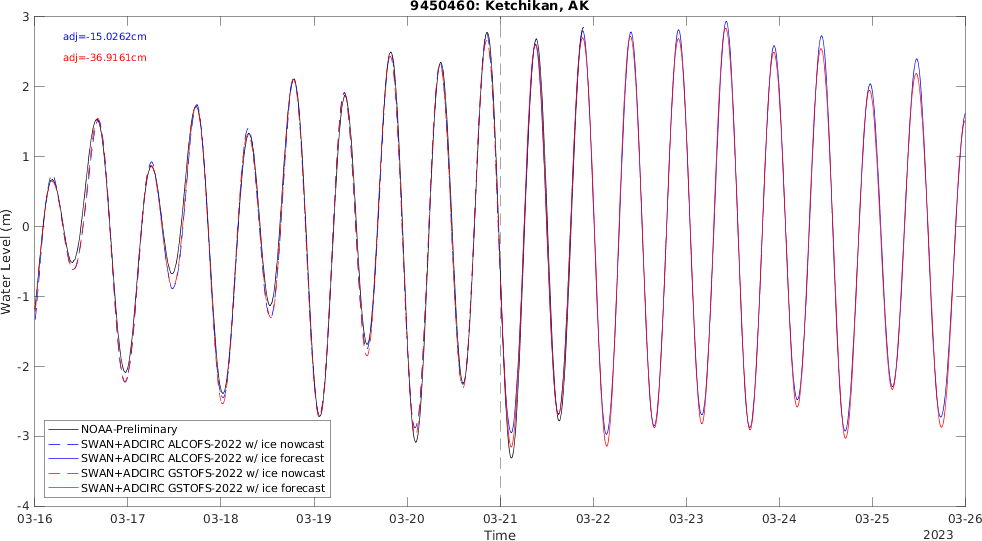 9450460: Ketchikan, AK
adj=-15.0262cm
adj=-36.9161cm
3
2
1
0
-1
-2
-3
-4
Water Level (m)
NOAA-Preliminary
SWAN+ADCIRC ALCOFS-2022 w/ ice nowcast
SWAN+ADCIRC ALCOFS-2022 w/ ice forecast
SWAN+ADCIRC GSTOFS-2022 w/ ice nowcast
SWAN+ADCIRC GSTOFS-2022 w/ ice forecast
03-16 03-17 03-18 03-19 03-20 03-21 03-22 03-23 03-24 03-25 03-26
Time
2023